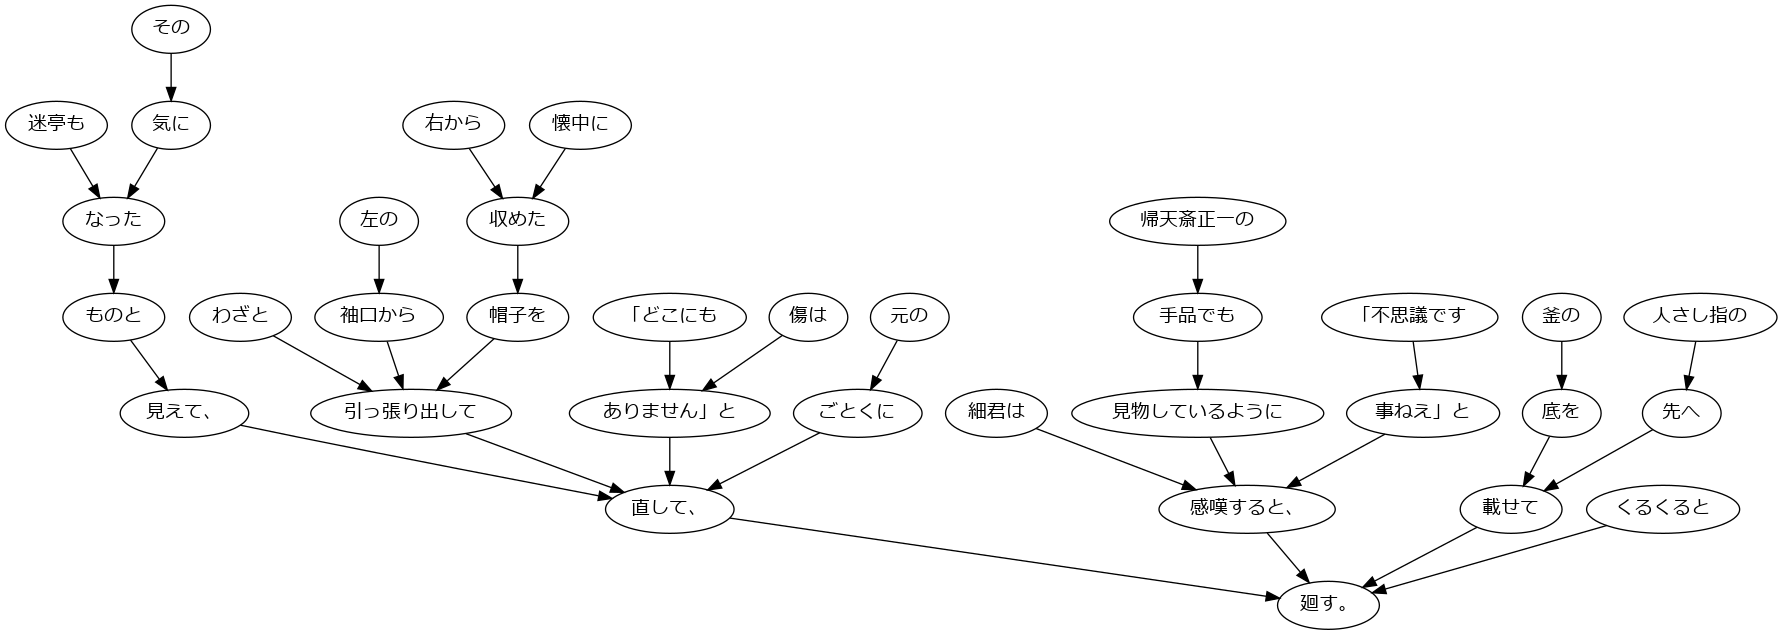 その
迷亭も
気に
右から
懐中に
なった
左の
収めた
帰天斎正一の
ものと
わざと
袖口から
帽子を
「どこにも
傷は
元の
手品でも
「不思議です
釜の
人さし指の
見えて、
引っ張り出して
ありません」と
ごとくに
細君は
見物しているように
事ねえ」と
底を
先へ
直して、
感嘆すると、
載せて
くるくると
廻す。